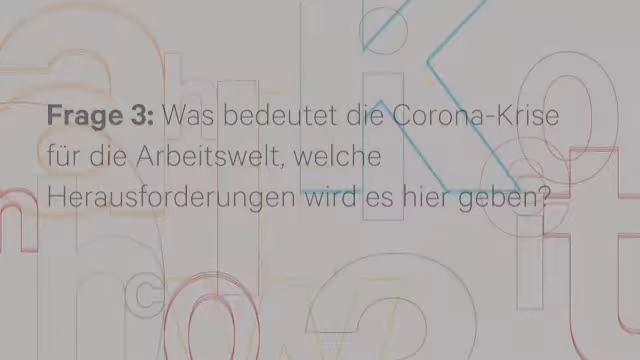 Frage 3: Was bedeutet die Corona-Krise
für die Arbeitswelt, welche
Herausforderungen wird es hier geben?